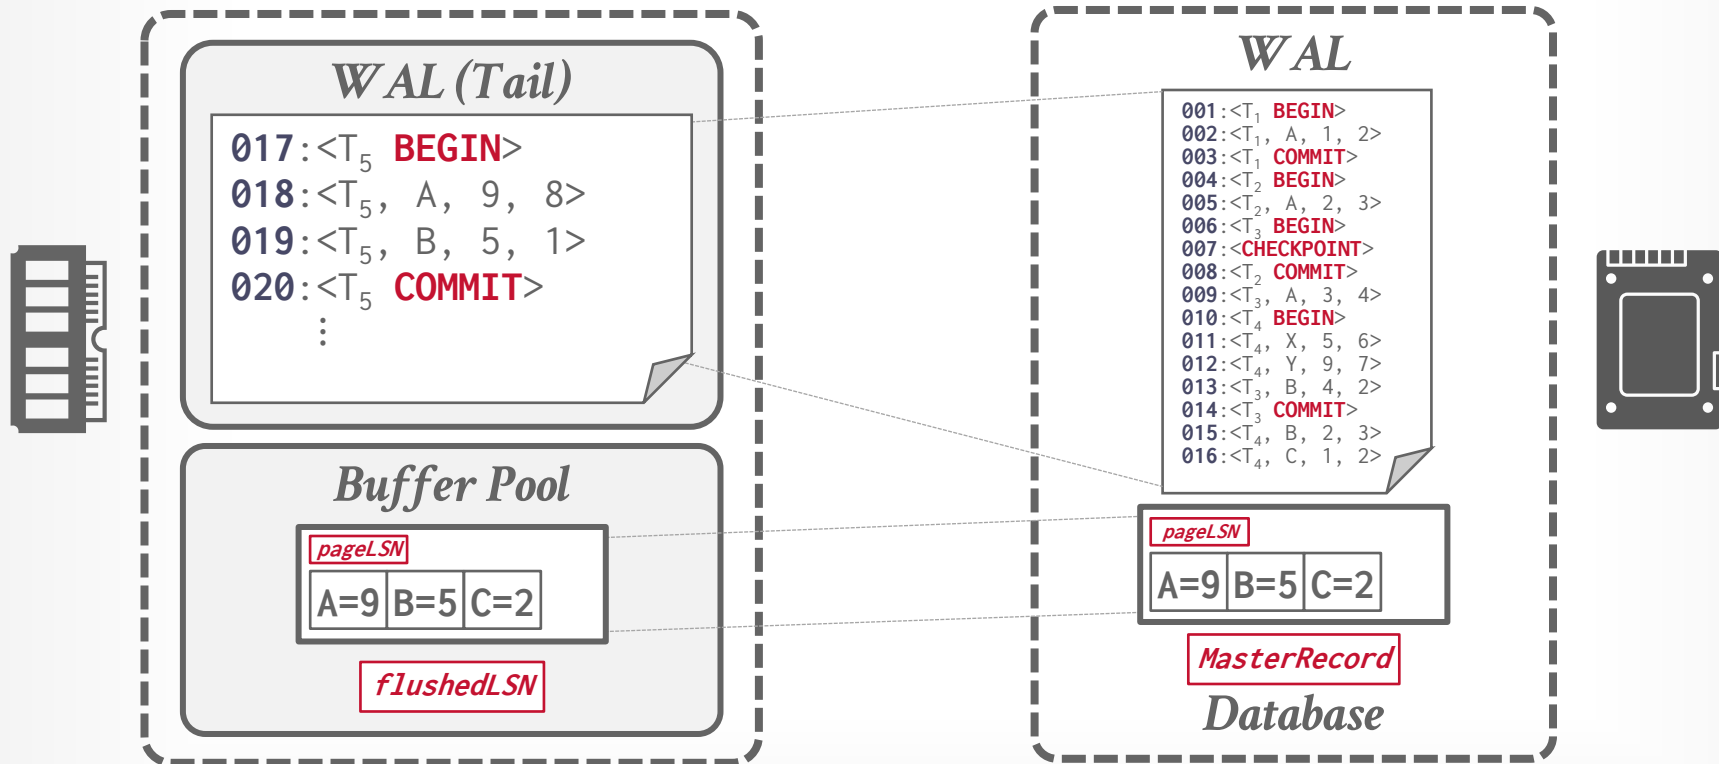 WAL (Tail)
017:<T5 BEGIN>
018:<T5, A, 9, 8>
019:<T5, B, 5, 1>
020:<T5 COMMIT>
⋮
Buffer Pool
pageLSN
A=9 B=5 C=2
flushedLSN
WAL
001:<T1 BEGIN>
002:<T1, A, 1, 2>
003:<T1 COMMIT>
004:<T2 BEGIN>
005:<T2, A, 2, 3>
006:<T3 BEGIN>
007:<CHECKPOINT>
008:<T2 COMMIT>
009:<T3, A, 3, 4>
010:<T4 BEGIN>
011:<T4, X, 5, 6>
012:<T4, Y, 9, 7>
013:<T3, B, 4, 2>
014:<T3 COMMIT>
015:<T4, B, 2, 3>
016:<T4, C, 1, 2>
pageLSN
A=9 B=5 C=2
MasterRecord
Database